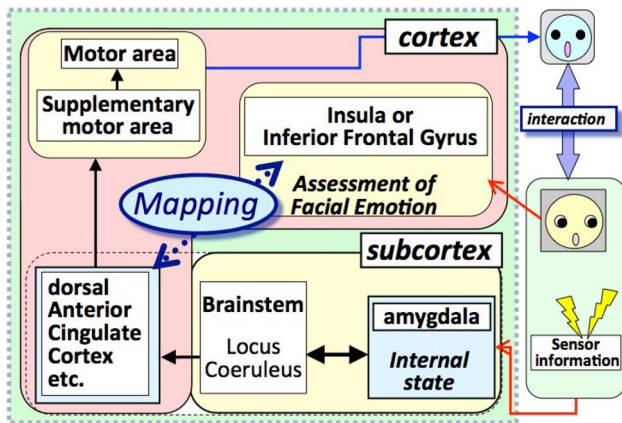 cortex
Motor area
Supplementary
motor area
Insula or
Inferior Frontal Gyrus
Assessment of
Facial Emotion
interaction
Mapping
subcortex
dorsal
Anterior
Cingulate
Cortex
etc.
Brainstem
Locus
Coeruleus
amygdala
Internal
state
Sensor
information